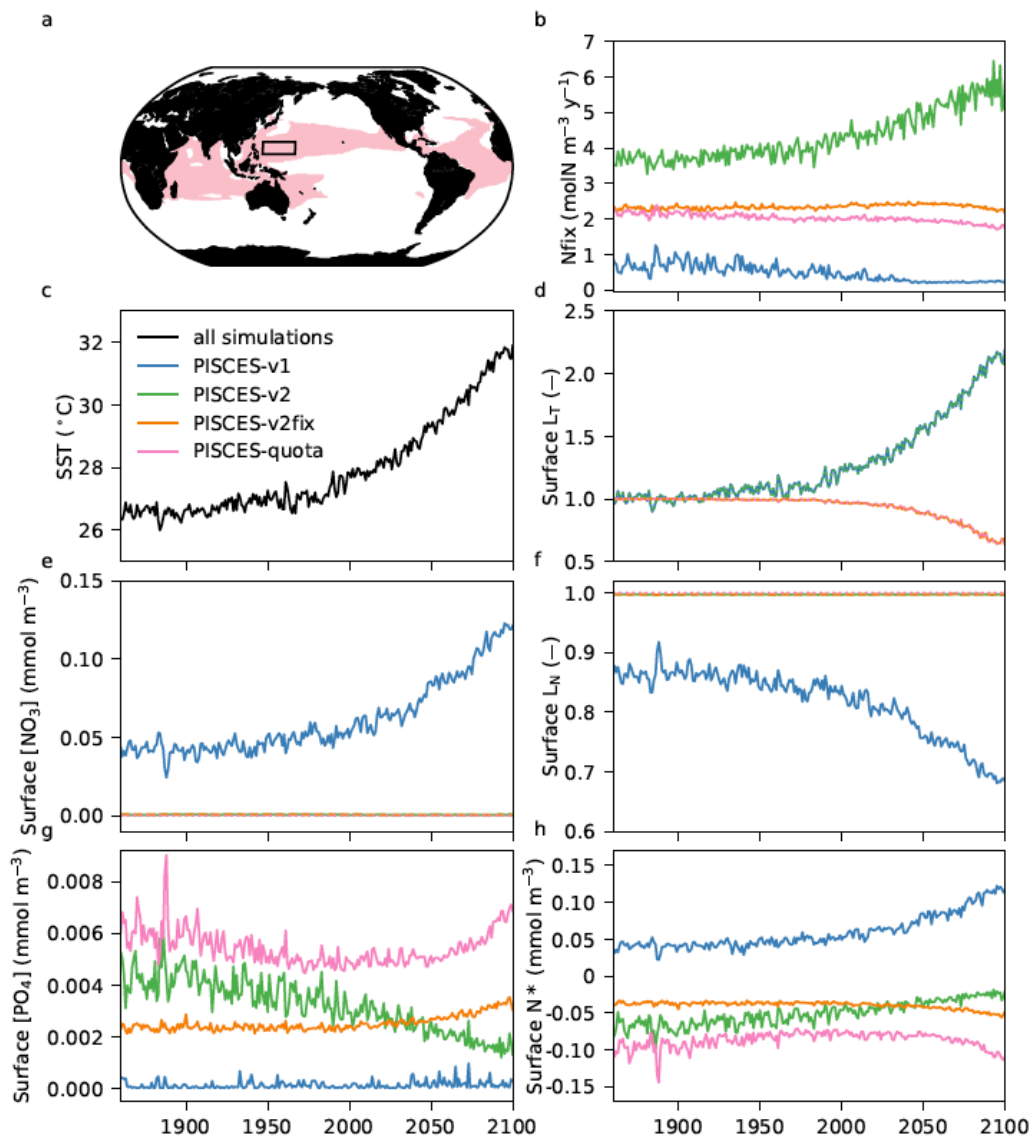 a
b
7
6
5
4
3
2
1
0
Nfix (molN m⁻³ y⁻¹)
c
d
32
30
28
26
SST (°C)
all simulations
PISCES-v1
PISCES-v2
PISCES-v2fix
PISCES-quota
2.5
2.0
1.5
1.0
0.5
Surface L_T (—)
e
f
0.15
0.10
0.05
0.00
Surface [NO₃] (mmol m⁻³)
1.0
0.9
0.8
0.7
0.6
Surface L_N (—)
g
h
0.008
0.006
0.004
0.002
0.000
Surface [PO₄] (mmol m⁻³)
1900 1950 2000 2050 2100
0.15
0.10
0.05
0
-0.05
-0.10
-0.15
Surface N* (mmol m⁻³)
1900 1950 2000 2050 2100